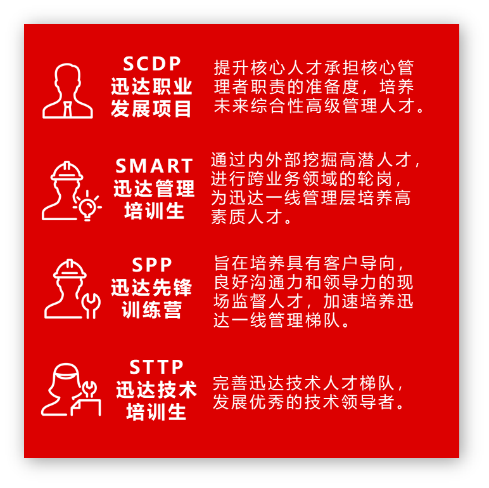 SCDP
迅达职业
发展项目
提升核心人才承担核心管
理者职责的准备度，培养
未来综合性高级管理人才。
SMART
迅达管理
培训生
通过内外部挖掘高潜人才，
进行跨业务领域的轮岗，
为迅达一线管理层培养高
素质人才。
SPP
迅达先锋
训练营
旨在培养具有客户导向，
良好沟通力和领导力的现
场监督人才，加速培养迅
达一线管理梯队。
STTP
迅达技术
培训生
完善迅达技术人才梯队，
发展优秀的技术领导者。